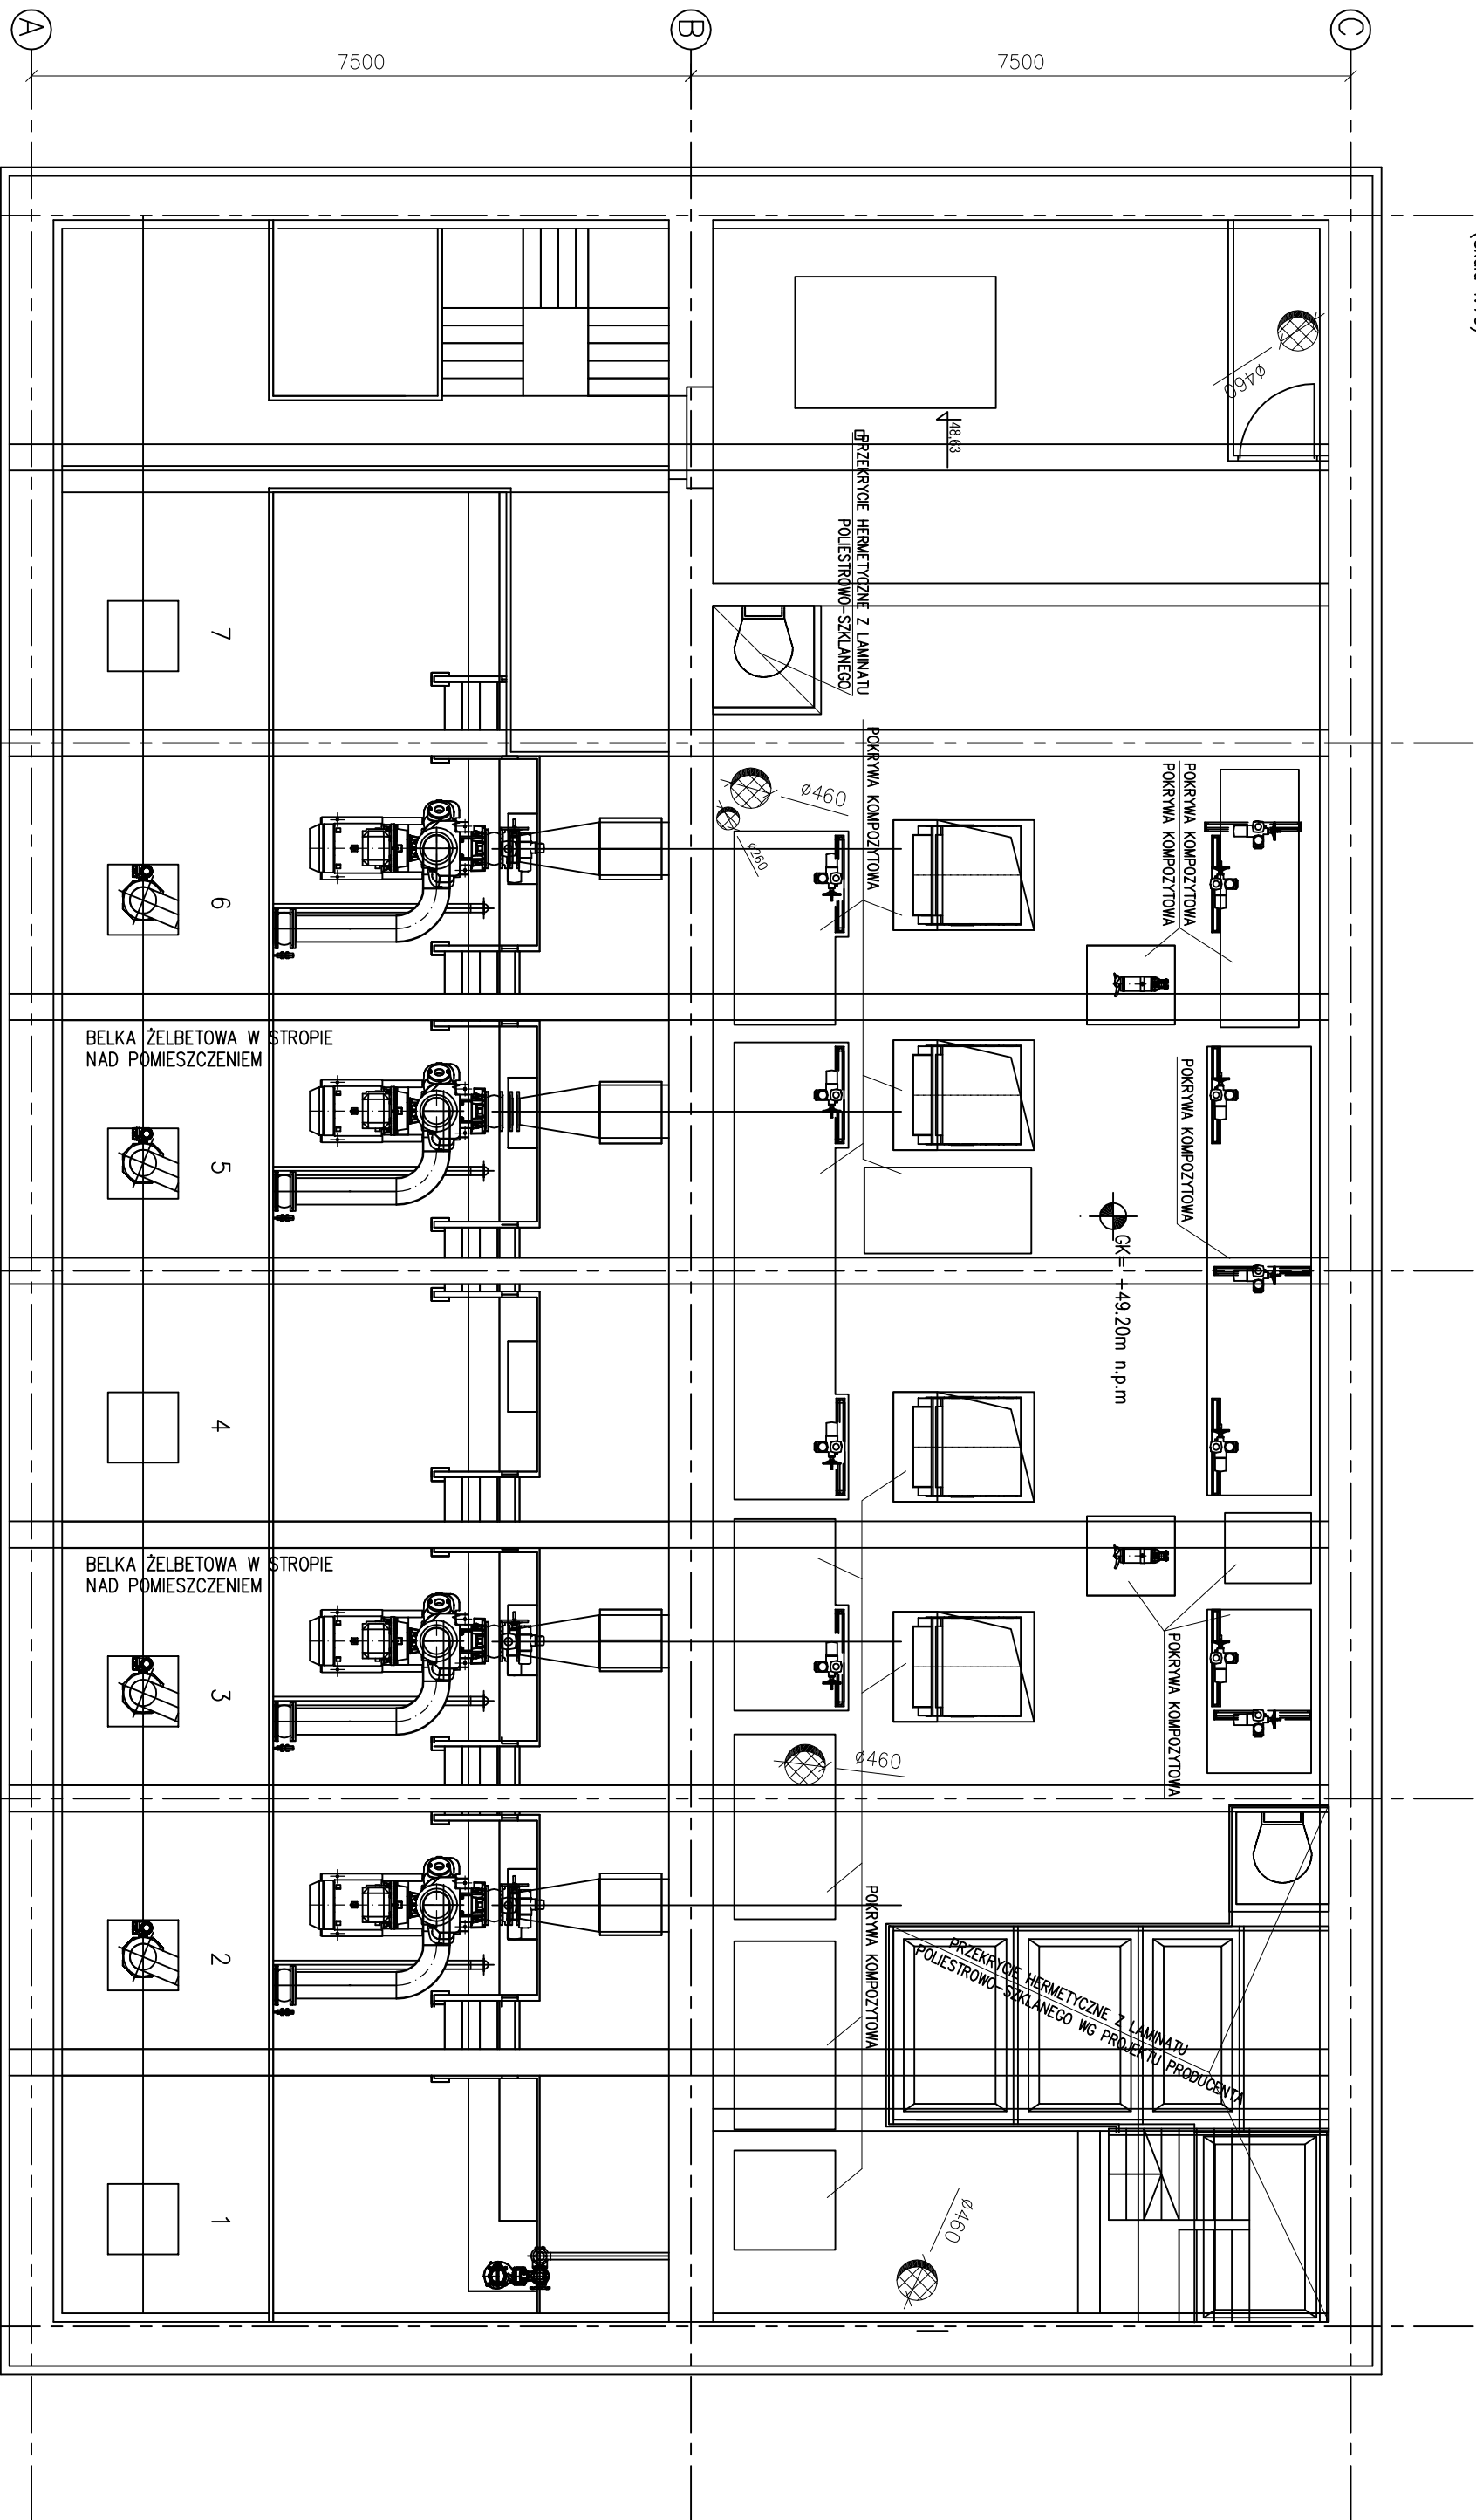 A
B
C
7500
7500
ø460
48,63
PRZEKRYCIE HERMETYCZNE Z LAMINATU
POLIESTROWO-SZKLANEGO
7
POKRYWA KOMPOZYTOWA
POKRYWA KOMPOZYTOWA
POKRYWA KOMPOZYTOWA
ø460
ø260
6
BELKA ŻELBETOWA W STROPIE
NAD POMIESZCZENIEM
POKRYWA KOMPOZYTOWA
5
GK= +49.20m n.p.m
4
BELKA ŻELBETOWA W STROPIE
NAD POMIESZCZENIEM
POKRYWA KOMPOZYTOWA
3
ø460
POKRYWA KOMPOZYTOWA
2
PRZEKRYCIE HERMETYCZNE Z LAMINATU
POLIESTROWO-SZKLANEGO WG PROJEKTU PRODUCENTA
1
ø460